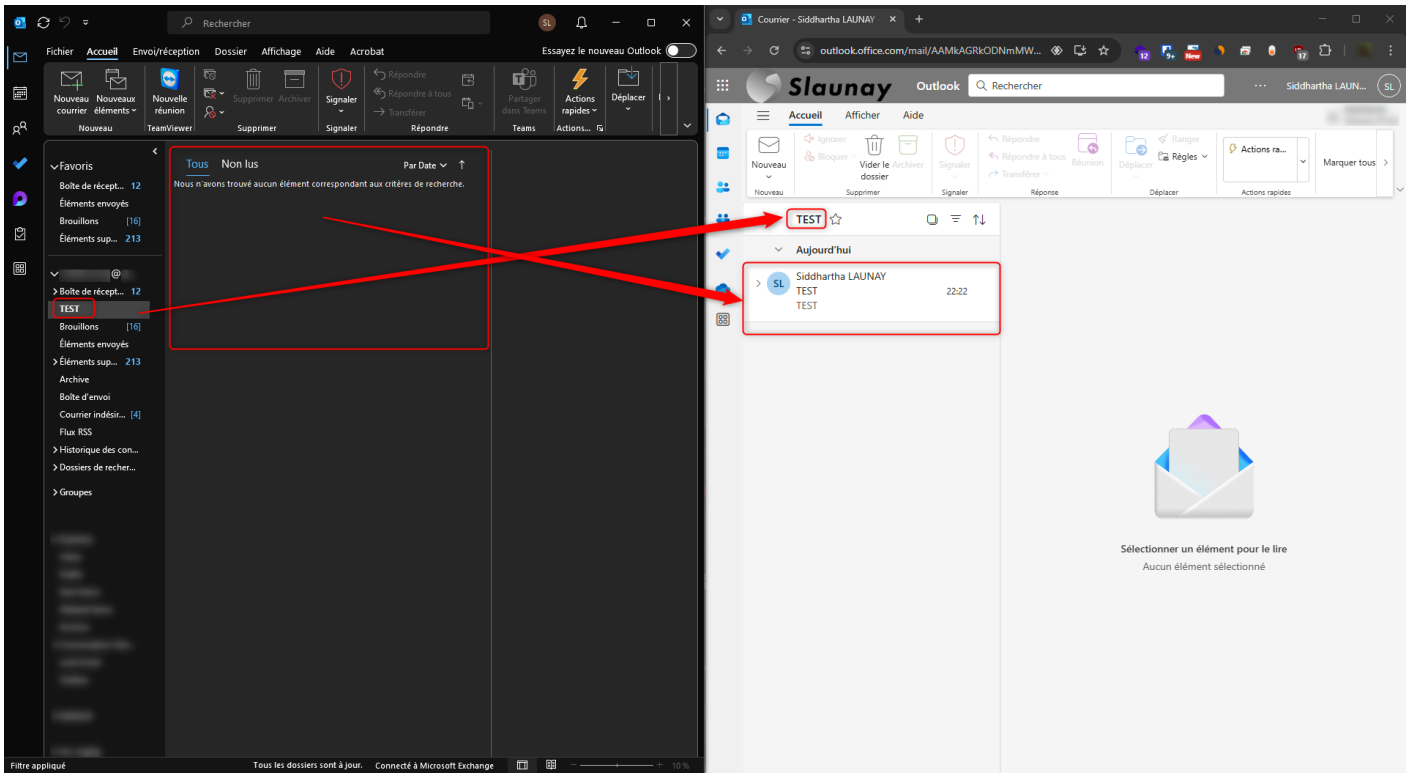 Rechercher
SL
Fichier Accueil Envoi/réception Dossier Affichage Aide Acrobat
Essayez le nouveau Outlook
Nouveau courrier
Nouveaux éléments
Nouveau
Nouvelle réunion
TeamViewer
Supprimer Archiver
Supprimer
Signaler
Signaler
Répondre
Répondre à tous
Transférer
Répondre
Partager dans Teams
Teams
Actions rapides
Actions...
Déplacer
Favoris
Boîte de récept... 12
Éléments envoyés
Brouillons [16]
Éléments sup... 213
@
Boîte de récept... 12
TEST
Brouillons [16]
Éléments envoyés
Éléments sup... 213
Archive
Boîte d'envoi
Courrier indésir... [4]
Flux RSS
Historique des con...
Dossiers de recher...
Groupes
Tous Non lus
Par Date
Nous n'avons trouvé aucun élément correspondant aux critères de recherche.
Filtre appliqué
Tous les dossiers sont à jour. Connecté à Microsoft Exchange
10 %
Courrier - Siddhartha LAUNAY
outlook.office.com/mail/AAMkAGRkODNmMW...
12
9+
New
17
Slaunay
Outlook
Rechercher
Siddhartha LAUN...
SL
Accueil Afficher Aide
Nouveau
Nouveau
Ignorer
Bloquer
Vider le dossier
Archiver
Supprimer
Signaler
Signaler
Répondre
Répondre à tous
Transférer
Réunion
Réponse
Déplacer
Ranger
Règles
Déplacer
Actions ra...
Actions rapides
Marquer tous
TEST
Aujourd'hui
SL
Siddhartha LAUNAY
TEST 22:22
TEST
Sélectionner un élément pour le lire
Aucun élément sélectionné